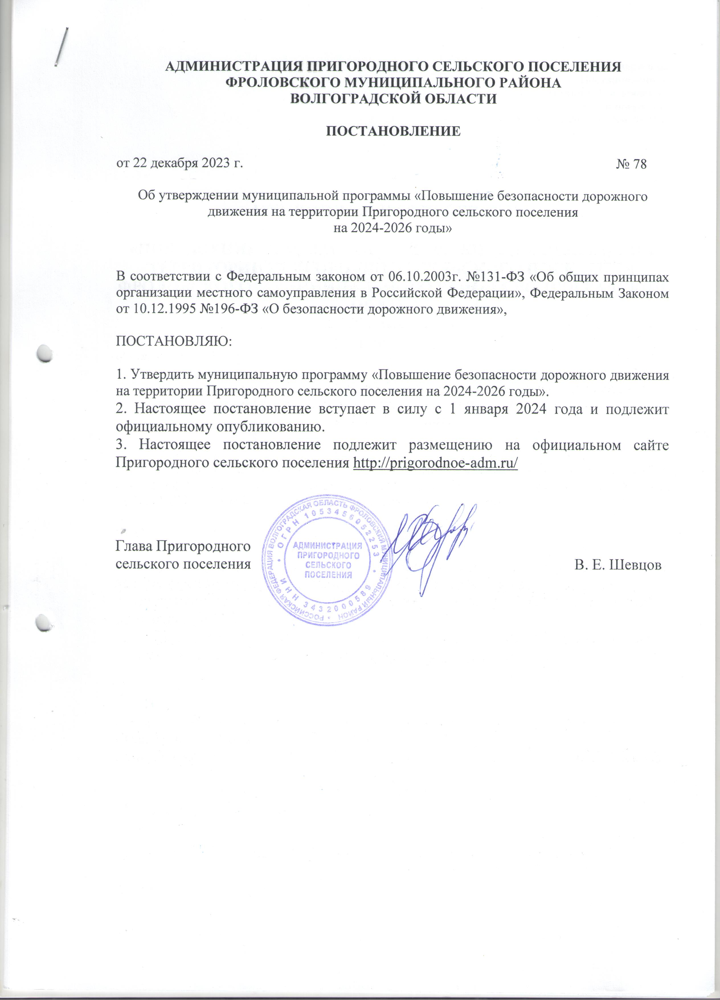 АДМИНИСТРАЦИЯ ПРИГОРОДНОГО СЕЛЬСКОГО ПОСЕЛЕНИЯ
ФРОЛОВСКОГО МУНИЦИПАЛЬНОГО РАЙОНА
ВОЛГОГРАДСКОЙ ОБЛАСТИ
ПОСТАНОВЛЕНИЕ
от 22 декабря 2023 г. № 78
Об утверждении муниципальной программы «Повышение безопасности дорожного
движения на территории Пригородного сельского поселения
на 2024-2026 годы»
В соответствии с Федеральным законом от 06.10.2003г. №131-ФЗ «Об общих принципах
организации местного самоуправления в Российской Федерации», Федеральным Законом
от 10.12.1995 №196-ФЗ «О безопасности дорожного движения»,
ПОСТАНОВЛЯЮ:
1. Утвердить муниципальную программу «Повышение безопасности дорожного движения
на территории Пригородного сельского поселения на 2024-2026 годы».
2. Настоящее постановление вступает в силу с 1 января 2024 года и подлежит
официальному опубликованию.
3. Настоящее постановление подлежит размещению на официальном сайте
Пригородного сельского поселения http://prigorodnoe-adm.ru/
Глава Пригородного
сельского поселения В. Е. Шевцов
РОССИЙСКАЯ ФЕДЕРАЦИЯ ВОЛГОГРАДСКАЯ ОБЛАСТЬ ФРОЛОВСКИЙ МУНИЦИПАЛЬНЫЙ РАЙОН
ОГРН 1053455052253
ИНН 3432000589
АДМИНИСТРАЦИЯ
ПРИГОРОДНОГО
СЕЛЬСКОГО
ПОСЕЛЕНИЯ